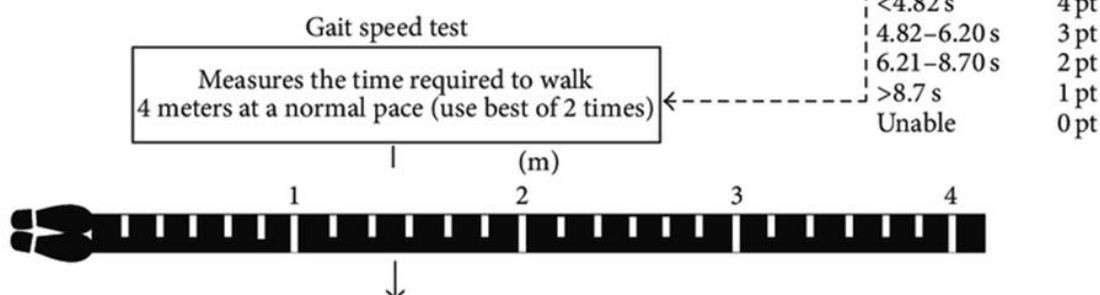 Gait speed test
Measures the time required to walk
4 meters at a normal pace (use best of 2 times)
<4.82 s 4 pt
4.82–6.20 s 3 pt
6.21–8.70 s 2 pt
>8.7 s 1 pt
Unable 0 pt
(m)
1 2 3 4